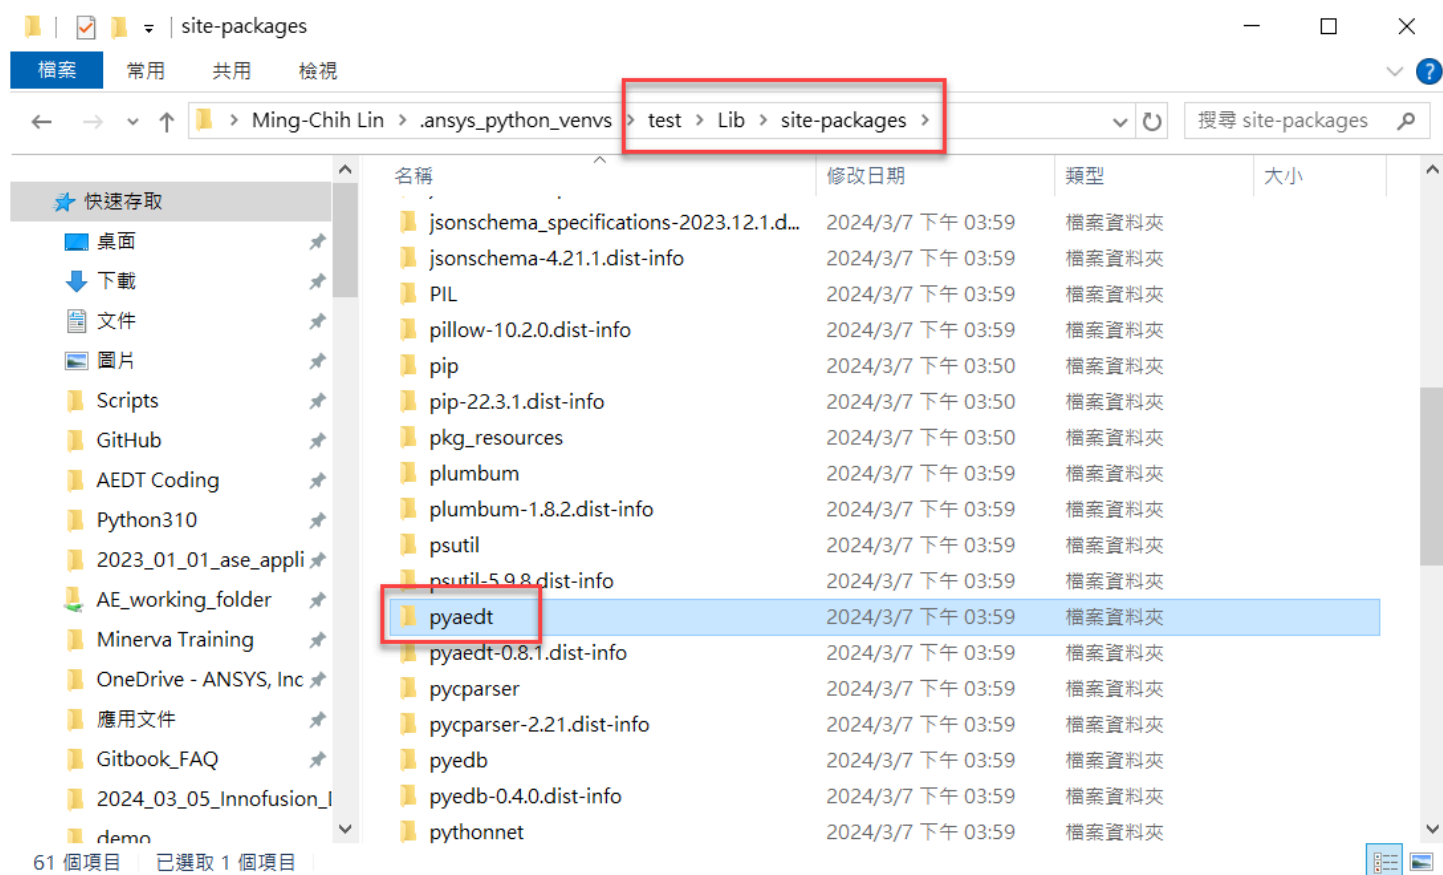 site-packages
檔案 常用 共用 檢視
Ming-Chih Lin > .ansys_python_venvs > test > Lib > site-packages >
搜尋 site-packages
名稱 修改日期 類型 大小
快速存取
桌面
下載
文件
圖片
Scripts
GitHub
AEDT Coding
Python310
2023_01_01_ase_appli
AE_working_folder
Minerva Training
OneDrive - ANSYS, Inc
應用文件
Gitbook_FAQ
2024_03_05_Innofusion_
demo
jsonschema_specifications-2023.12.1.d... 2024/3/7 下午 03:59 檔案資料夾
jsonschema-4.21.1.dist-info 2024/3/7 下午 03:59 檔案資料夾
PIL 2024/3/7 下午 03:59 檔案資料夾
pillow-10.2.0.dist-info 2024/3/7 下午 03:59 檔案資料夾
pip 2024/3/7 下午 03:50 檔案資料夾
pip-22.3.1.dist-info 2024/3/7 下午 03:50 檔案資料夾
pkg_resources 2024/3/7 下午 03:50 檔案資料夾
plumbum 2024/3/7 下午 03:59 檔案資料夾
plumbum-1.8.2.dist-info 2024/3/7 下午 03:59 檔案資料夾
psutil 2024/3/7 下午 03:59 檔案資料夾
psutil-5.9.8.dist-info 2024/3/7 下午 03:59 檔案資料夾
pyaedt 2024/3/7 下午 03:59 檔案資料夾
pyaedt-0.8.1.dist-info 2024/3/7 下午 03:59 檔案資料夾
pycparser 2024/3/7 下午 03:59 檔案資料夾
pycparser-2.21.dist-info 2024/3/7 下午 03:59 檔案資料夾
pyedb 2024/3/7 下午 03:59 檔案資料夾
pyedb-0.4.0.dist-info 2024/3/7 下午 03:59 檔案資料夾
pythonnet 2024/3/7 下午 03:59 檔案資料夾
61 個項目 已選取 1 個項目